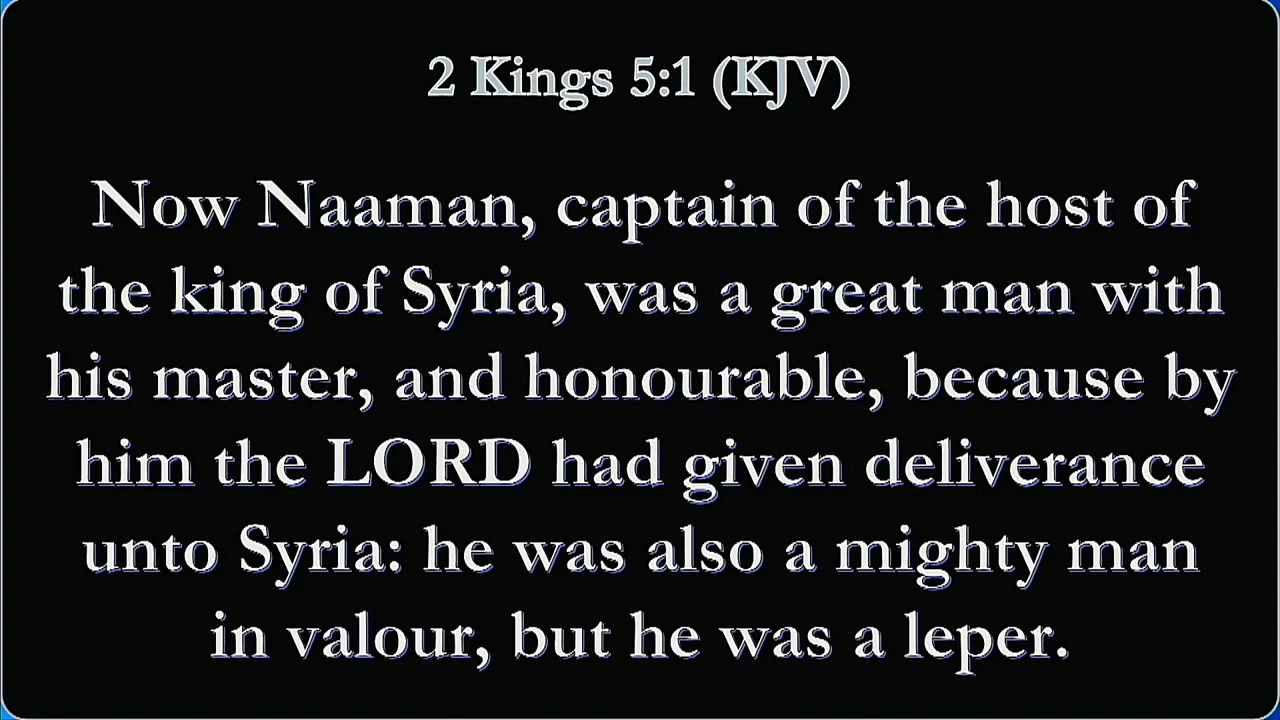 2 Kings 5:1 (KJV)
Now Naaman, captain of the host of
the king of Syria, was a great man with
his master, and honourable, because by
him the LORD had given deliverance
unto Syria: he was also a mighty man
in valour, but he was a leper.